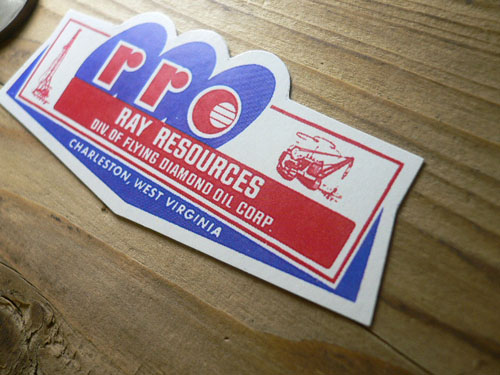 rro
RAY RESOURCES
DIV. OF FLYING DIAMOND OIL CORP.
CHARLESTON, WEST VIRGINIA